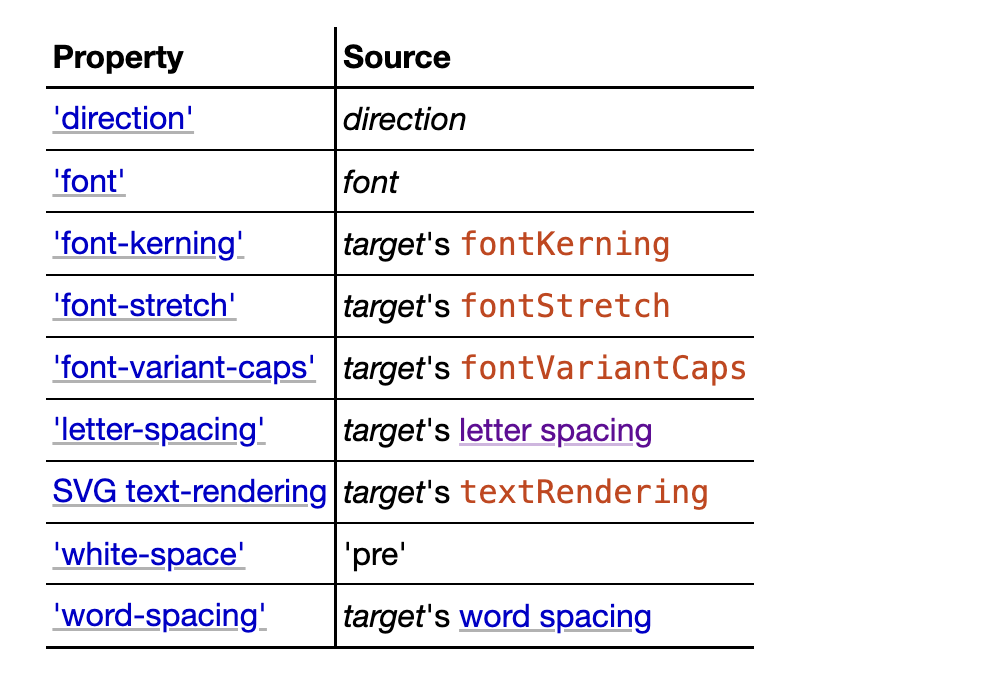 Property Source
'direction' direction
'font' font
'font-kerning' target's fontKerning
'font-stretch' target's fontStretch
'font-variant-caps' target's fontVariantCaps
'letter-spacing' target's letter spacing
SVG text-rendering target's textRendering
'white-space' 'pre'
'word-spacing' target's word spacing